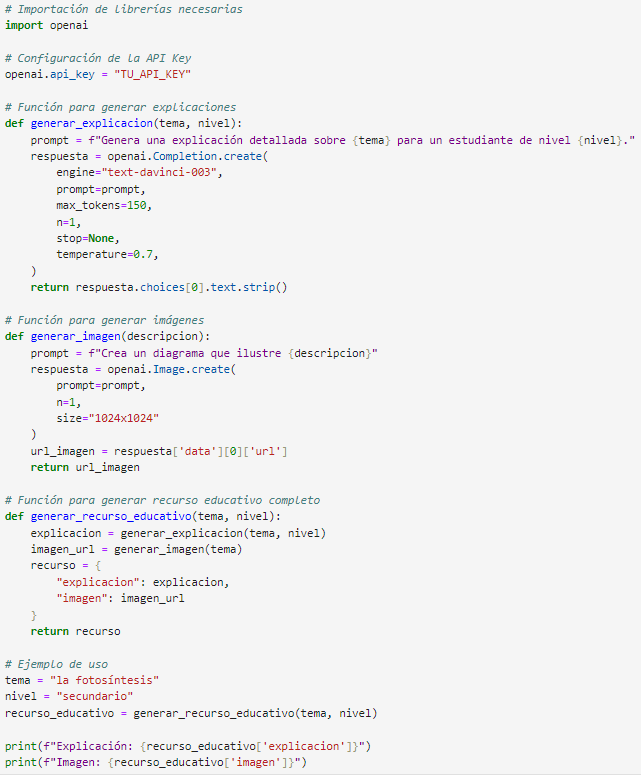 # Importación de librerías necesarias
import openai

# Configuración de la API Key
openai.api_key = "TU_API_KEY"

# Función para generar explicaciones
def generar_explicacion(tema, nivel):
    prompt = f"Genera una explicación detallada sobre {tema} para un estudiante de nivel {nivel}."
    respuesta = openai.Completion.create(
        engine="text-davinci-003",
        prompt=prompt,
        max_tokens=150,
        n=1,
        stop=None,
        temperature=0.7,
    )
    return respuesta.choices[0].text.strip()

# Función para generar imágenes
def generar_imagen(descripcion):
    prompt = f"Crea un diagrama que ilustre {descripcion}"
    respuesta = openai.Image.create(
        prompt=prompt,
        n=1,
        size="1024x1024"
    )
    url_imagen = respuesta['data'][0]['url']
    return url_imagen

# Función para generar recurso educativo completo
def generar_recurso_educativo(tema, nivel):
    explicacion = generar_explicacion(tema, nivel)
    imagen_url = generar_imagen(tema)
    recurso = {
        "explicacion": explicacion,
        "imagen": imagen_url
    }
    return recurso

# Ejemplo de uso
tema = "la fotosíntesis"
nivel = "secundario"
recurso_educativo = generar_recurso_educativo(tema, nivel)

print(f"Explicación: {recurso_educativo['explicacion']}")
print(f"Imagen: {recurso_educativo['imagen']}")